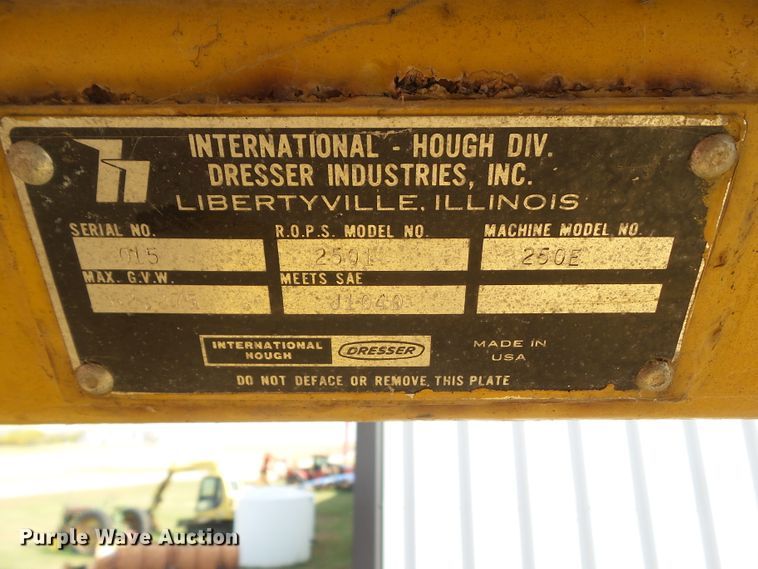 INTERNATIONAL - HOUGH DIV.
DRESSER INDUSTRIES, INC.
LIBERTYVILLE, ILLINOIS
SERIAL NO. R.O.P.S. MODEL NO. MACHINE MODEL NO.
015 250E
MAX. G.V.W. MEETS SAE
J1040
INTERNATIONAL HOUGH DRESSER MADE IN USA
DO NOT DEFACE OR REMOVE THIS PLATE
Purple Wave Auction